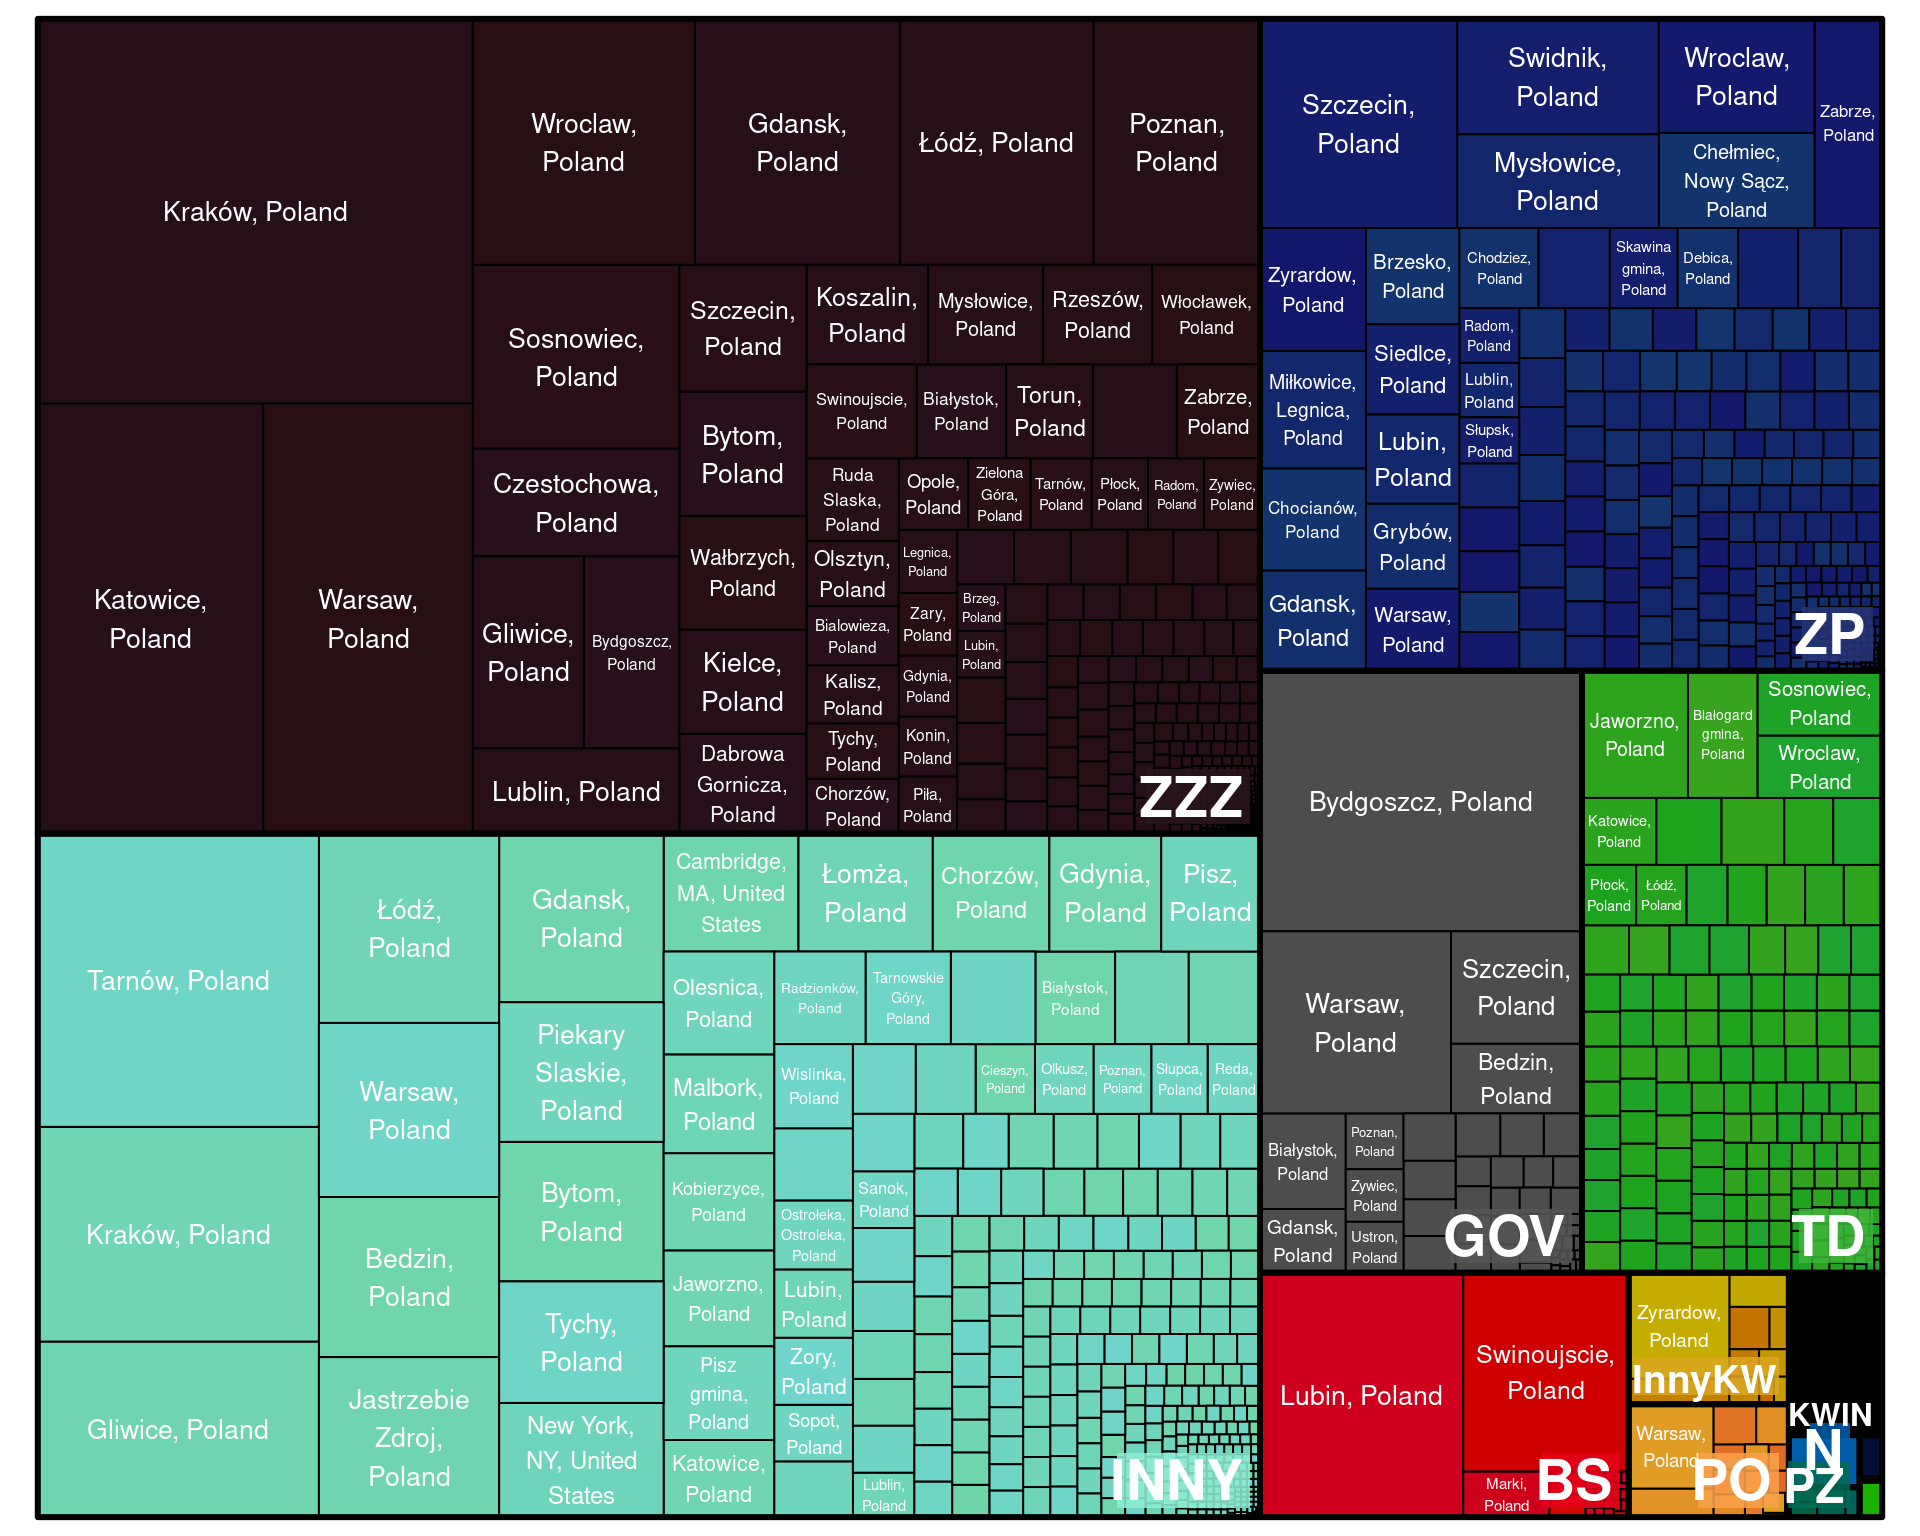 Kraków, Poland
Katowice,
Poland
Warsaw,
Poland
Wroclaw,
Poland
Gdansk,
Poland
Łódź, Poland
Poznan,
Poland
Sosnowiec,
Poland
Czestochowa,
Poland
Gliwice,
Poland
Bydgoszcz,
Poland
Lublin, Poland
Szczecin,
Poland
Bytom,
Poland
Wałbrzych,
Poland
Kielce,
Poland
Dabrowa
Gornicza,
Poland
Koszalin,
Poland
Mysłowice,
Poland
Rzeszów,
Poland
Włocławek,
Poland
Swinoujscie,
Poland
Białystok,
Poland
Torun,
Poland
Zabrze,
Poland
Ruda
Slaska,
Poland
Olsztyn,
Poland
Bialowieza,
Poland
Kalisz,
Poland
Tychy,
Poland
Chorzów,
Poland
Opole,
Poland
Zielona
Góra,
Poland
Tarnów,
Poland
Płock,
Poland
Radom,
Poland
Zywiec,
Poland
Legnica,
Poland
Zary,
Poland
Gdynia,
Poland
Konin,
Poland
Piła,
Poland
Brzeg,
Poland
Lubin,
Poland
ZZZ
Szczecin,
Poland
Swidnik,
Poland
Mysłowice,
Poland
Wroclaw,
Poland
Chełmiec,
Nowy Sącz,
Poland
Zabrze,
Poland
Zyrardow,
Poland
Miłkowice,
Legnica,
Poland
Chocianów,
Poland
Gdansk,
Poland
Brzesko,
Poland
Siedlce,
Poland
Lubin,
Poland
Grybów,
Poland
Warsaw,
Poland
Chodziez,
Poland
Skawina
gmina,
Poland
Debica,
Poland
Radom,
Poland
Lublin,
Poland
Słupsk,
Poland
ZP
Tarnów, Poland
Kraków, Poland
Gliwice, Poland
Łódź,
Poland
Warsaw,
Poland
Bedzin,
Poland
Jastrzebie
Zdroj,
Poland
Gdansk,
Poland
Piekary
Slaskie,
Poland
Bytom,
Poland
Tychy,
Poland
New York,
NY, United
States
Cambridge,
MA, United
States
Łomża,
Poland
Chorzów,
Poland
Gdynia,
Poland
Pisz,
Poland
Olesnica,
Poland
Malbork,
Poland
Kobierzyce,
Poland
Jaworzno,
Poland
Pisz
gmina,
Poland
Katowice,
Poland
Radzionków,
Poland
Tarnowskie
Góry,
Poland
Białystok,
Poland
Wislinka,
Poland
Ostrołeka,
Ostroleka,
Poland
Lubin,
Poland
Zory,
Poland
Sopot,
Poland
Cieszyn,
Poland
Olkusz,
Poland
Poznan,
Poland
Słupca,
Poland
Reda,
Poland
Sanok,
Poland
Lublin,
Poland
INNY
Bydgoszcz, Poland
Warsaw,
Poland
Szczecin,
Poland
Bedzin,
Poland
Białystok,
Poland
Gdansk,
Poland
Poznan,
Poland
Zywiec,
Poland
Ustron,
Poland
GOV
Jaworzno,
Poland
Białogard
gmina,
Poland
Sosnowiec,
Poland
Wroclaw,
Poland
Katowice,
Poland
Płock,
Poland
Łódź,
Poland
TD
Lubin, Poland
Swinoujscie,
Poland
Marki,
Poland
BS
Zyrardow,
Poland
InnyKW
Warsaw,
Poland
PO
KWIN
N
PZ